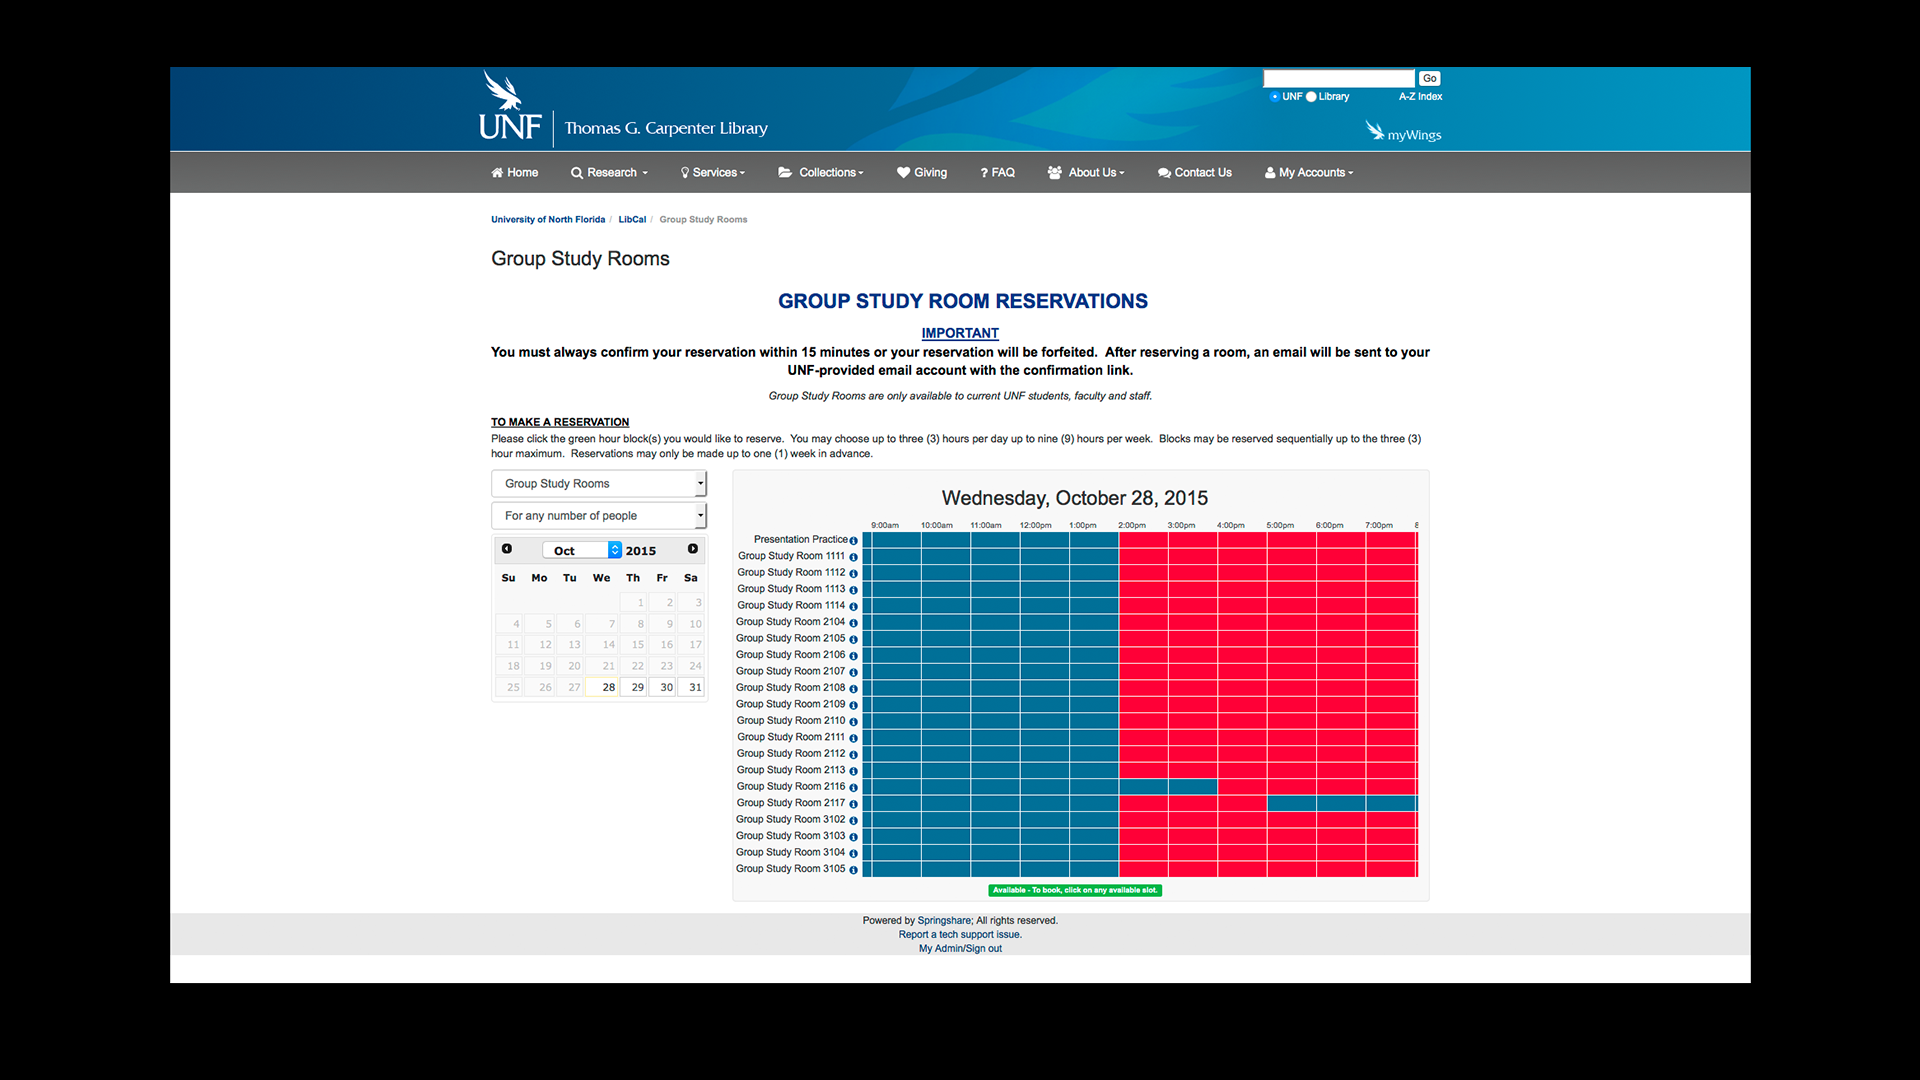 UNF Thomas G. Carpenter Library
Go
UNF Library A-Z Index
myWings
Home Research Services Collections Giving ? FAQ About Us Contact Us My Accounts
University of North Florida / LibCal / Group Study Rooms
Group Study Rooms
GROUP STUDY ROOM RESERVATIONS
IMPORTANT
You must always confirm your reservation within 15 minutes or your reservation will be forfeited. After reserving a room, an email will be sent to your
UNF-provided email account with the confirmation link.
Group Study Rooms are only available to current UNF students, faculty and staff.
TO MAKE A RESERVATION
Please click the green hour block(s) you would like to reserve. You may choose up to three (3) hours per day up to nine (9) hours per week. Blocks may be reserved sequentially up to the three (3)
hour maximum. Reservations may only be made up to one (1) week in advance.
Group Study Rooms
For any number of people
Oct 2015
Su Mo Tu We Th Fr Sa
1 2 3
4 5 6 7 8 9 10
11 12 13 14 15 16 17
18 19 20 21 22 23 24
25 26 27 28 29 30 31
Wednesday, October 28, 2015
9:00am 10:00am 11:00am 12:00pm 1:00pm 2:00pm 3:00pm 4:00pm 5:00pm 6:00pm 7:00pm 8
Presentation Practice
Group Study Room 1111
Group Study Room 1112
Group Study Room 1113
Group Study Room 1114
Group Study Room 2104
Group Study Room 2105
Group Study Room 2106
Group Study Room 2107
Group Study Room 2108
Group Study Room 2109
Group Study Room 2110
Group Study Room 2111
Group Study Room 2112
Group Study Room 2113
Group Study Room 2116
Group Study Room 2117
Group Study Room 3102
Group Study Room 3103
Group Study Room 3104
Group Study Room 3105
Available - To book, click on any available slot.
Powered by Springshare; All rights reserved.
Report a tech support issue.
My Admin/Sign out